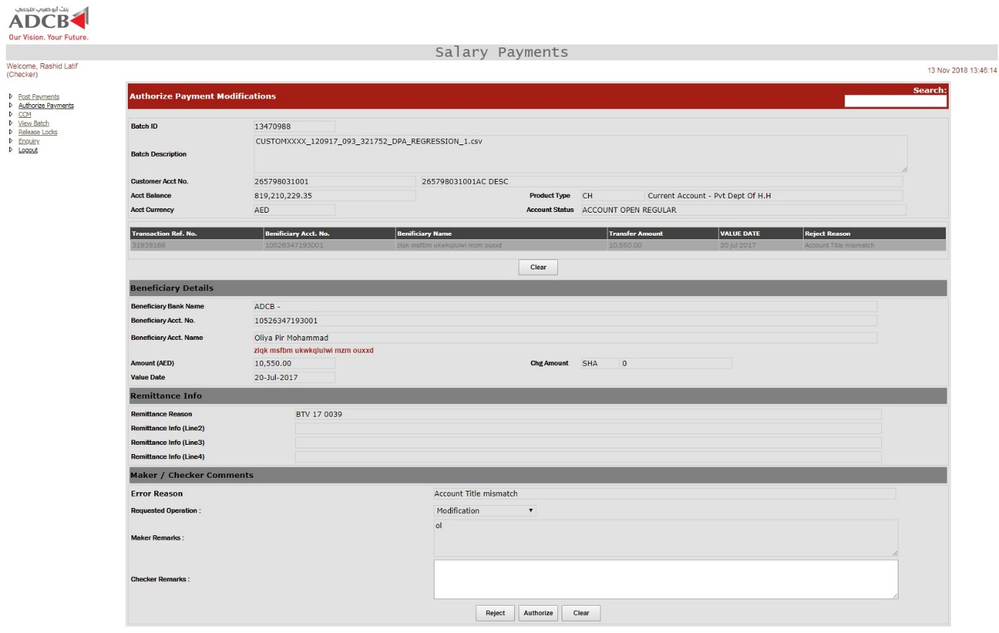 بنك أبوظبي التجاري
ADCB
Our Vision. Your Future.
Salary Payments
Welcome, Rashid Latif
(Checker)
13 Nov 2018 13:46:14
Post Payments
Authorize Payments
CCM
View Batch
Release Locks
Enquiry
Logout
Authorize Payment Modifications
Search:
Batch ID 13470988
Batch Description CUSTOMXXXX_120917_093_321752_DPA_REGRESSION_1.csv
Customer Acct No. 265798031001 265798031001AC DESC
Acct Balance 819,210,229.35 Product Type CH Current Account - Pvt Dept Of H.H
Acct Currency AED Account Status ACCOUNT OPEN REGULAR
Transaction Ref. No. Benificiary Acct. No. Benificiary Name Transfer Amount VALUE DATE Reject Reason
31939166 10526347193001 zlqk msfbm ukwkqlulwi mzm ouxxd 10,550.00 20 jul 2017 Account Title mismatch
Clear
Beneficiary Details
Beneficiary Bank Name ADCB -
Beneficiary Acct. No. 10526347193001
Beneficiary Acct. Name Oliya Pir Mohammad
zlqk msfbm ukwkqlulwi mzm ouxxd
Amount (AED) 10,550.00 Chg Amount SHA 0
Value Date 20-Jul-2017
Remittance Info
Remittance Reason BTV 17 0039
Remittance Info (Line2)
Remittance Info (Line3)
Remittance Info (Line4)
Maker / Checker Comments
Error Reason Account Title mismatch
Requested Operation : Modification
Maker Remarks : ol
Checker Remarks :
Reject Authorize Clear